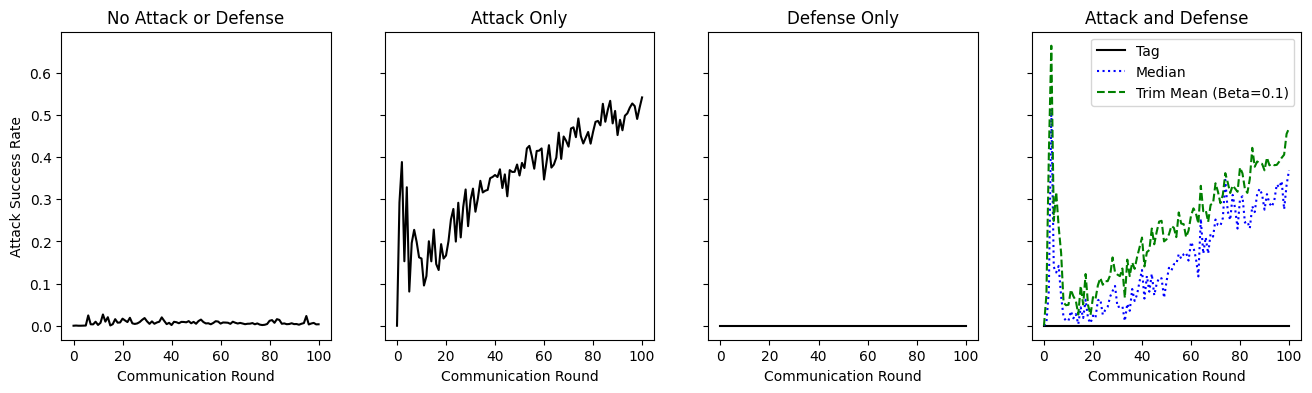 No Attack or Defense
Attack Only
Defense Only
Attack and Defense
Attack Success Rate
0.6
0.5
0.4
0.3
0.2
0.1
0.0
0 20 40 60 80 100
Communication Round
0 20 40 60 80 100
Communication Round
0 20 40 60 80 100
Communication Round
Tag
Median
Trim Mean (Beta=0.1)
0 20 40 60 80 100
Communication Round